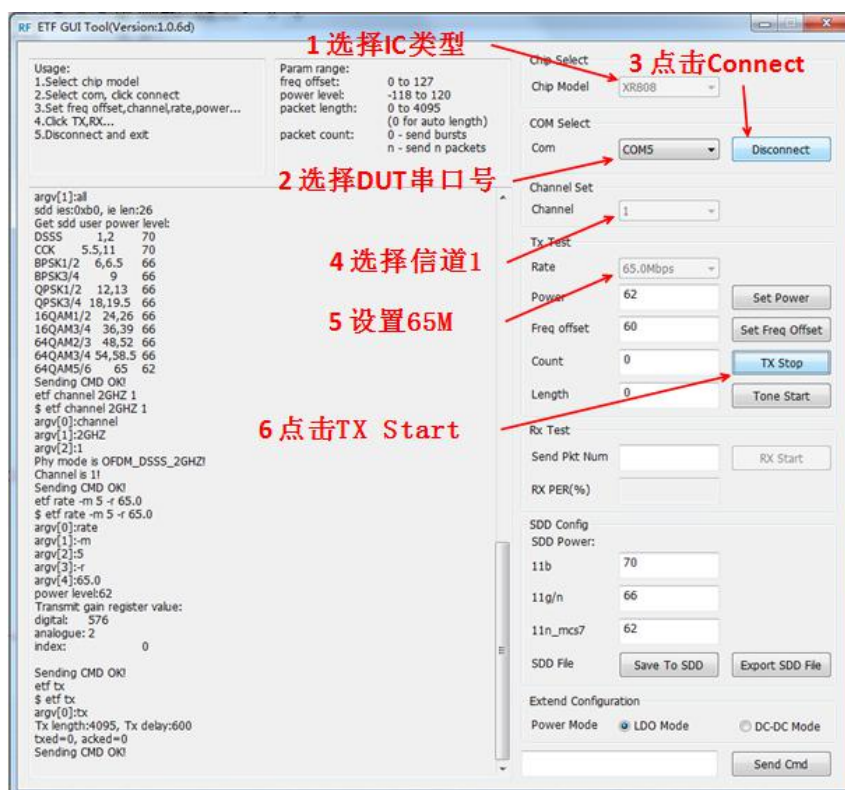 RF ETF GUI Tool(Version:1.0.6d)
Usage:
1.Select chip model
2.Select com, click connect
3.Set freq offset,channel,rate,power...
4.Click TX,RX...
5.Disconnect and exit
Param range:
freq offset: 0 to 127
power level: -118 to 120
packet length: 0 to 4095
(0 for auto length)
packet count: 0 - send bursts
n - send n packets
1 选择IC类型
Chip Select
3 点击Connect
Chip Model XR808
COM Select
Com COM5 Disconnect
2 选择DUT串口号
Channel Set
Channel 1
4 选择信道1
Tx Test
Rate 65.0Mbps
5 设置65M
Power 62 Set Power
Freq offset 60 Set Freq Offset
Count 0 TX Stop
Length 0 Tone Start
6 点击TX Start
Rx Test
Send Pkt Num RX Start
RX PER(%)
SDD Config
SDD Power:
11b 70
11g/n 66
11n_mcs7 62
SDD File Save To SDD Export SDD File
Extend Configuration
Power Mode LDO Mode DC-DC Mode
Send Cmd
argv[1]:all
sdd ies:0xb0, ie len:26
Get sdd user power level:
DSSS 1,2 70
CCK 5.5,11 70
BPSK1/2 6,6.5 66
BPSK3/4 9 66
QPSK1/2 12,13 66
QPSK3/4 18,19.5 66
16QAM1/2 24,26 66
16QAM3/4 36,39 66
64QAM2/3 48,52 66
64QAM3/4 54,58.5 66
64QAM5/6 65 62
Sending CMD OK!
etf channel 2GHZ 1
$ etf channel 2GHZ 1
argv[0]:channel
argv[1]:2GHZ
argv[2]:1
Phy mode is OFDM_DSSS_2GHZ!
Channel is 1!
Sending CMD OK!
etf rate -m 5 -r 65.0
$ etf rate -m 5 -r 65.0
argv[0]:rate
argv[1]:-m
argv[2]:5
argv[3]:-r
argv[4]:65.0
power level:62
Transmit gain register value:
digital: 576
analogue: 2
index: 0
Sending CMD OK!
etf tx
$ etf tx
argv[0]:tx
Tx length:4095, Tx delay:600
txed=0, acked=0
Sending CMD OK!